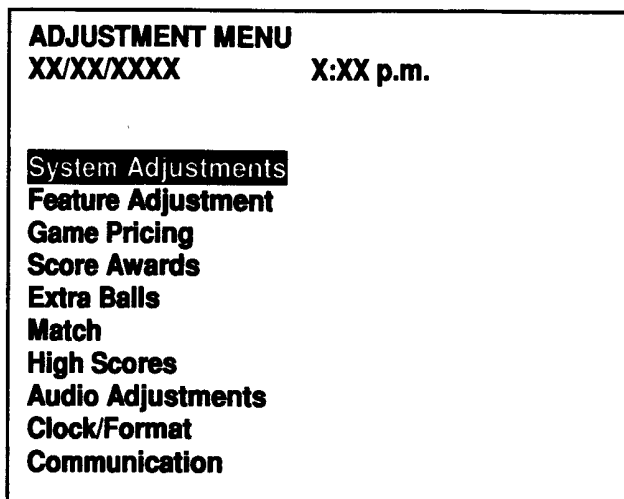 ADJUSTMENT MENU
XX/XX/XXXX X:XX p.m.
System Adjustments
Feature Adjustment
Game Pricing
Score Awards
Extra Balls
Match
High Scores
Audio Adjustments
Clock/Format
Communication